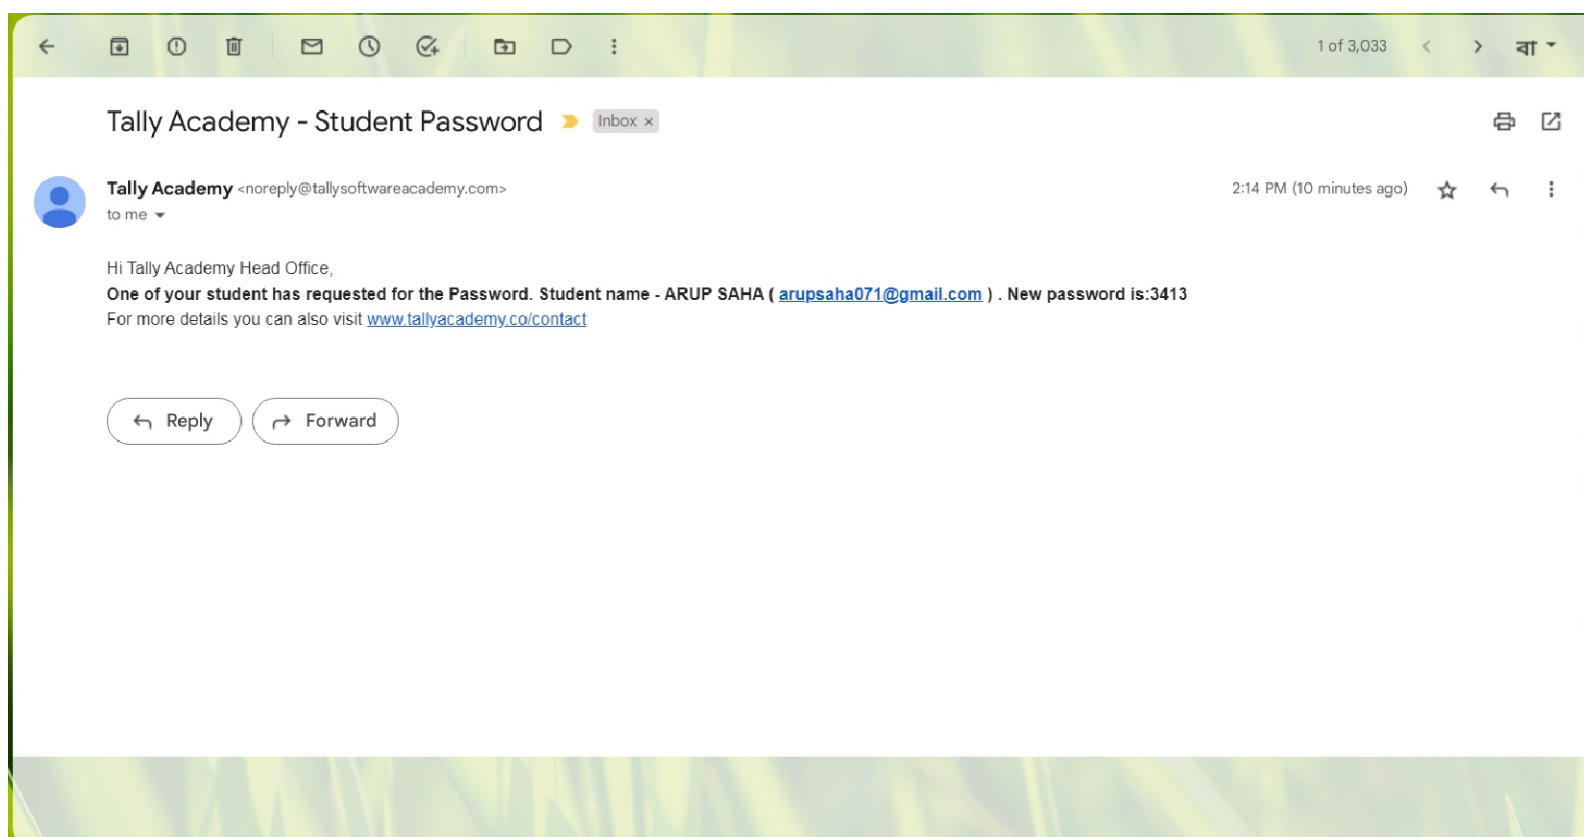 1 of 3,033
বা
Tally Academy - Student Password Inbox ×
Tally Academy <noreply@tallysoftwareacademy.com> 2:14 PM (10 minutes ago)
to me
Hi Tally Academy Head Office,
One of your student has requested for the Password. Student name - ARUP SAHA ( arupsaha071@gmail.com ) . New password is:3413
For more details you can also visit www.tallyacademy.co/contact
Reply Forward